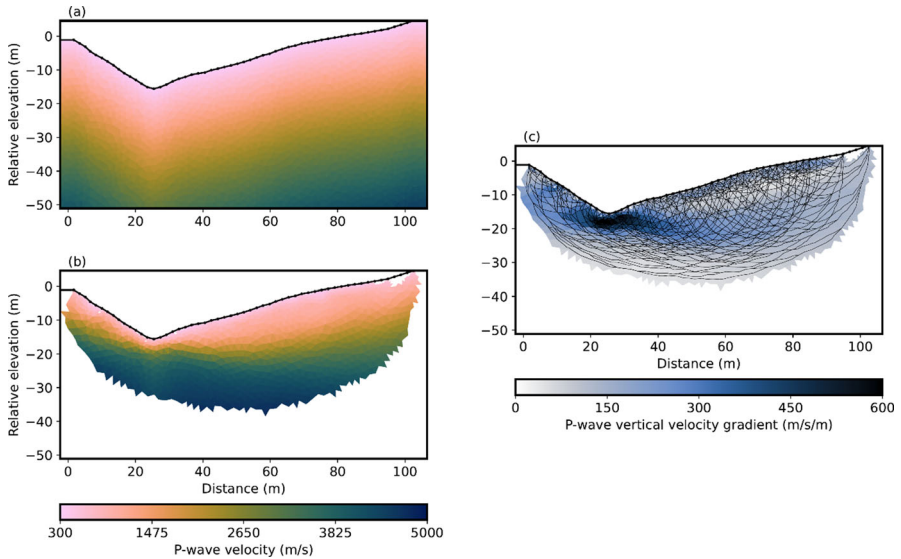 (a)
0
−10
−20
−30
−40
−50
Relative elevation (m)
0 20 40 60 80 100
(b)
0
−10
−20
−30
−40
−50
Relative elevation (m)
0 20 40 60 80 100
Distance (m)
300 1475 2650 3825 5000
P-wave velocity (m/s)
(c)
0
−10
−20
−30
−40
−50
Relative elevation (m)
0 20 40 60 80 100
Distance (m)
0 150 300 450 600
P-wave vertical velocity gradient (m/s/m)